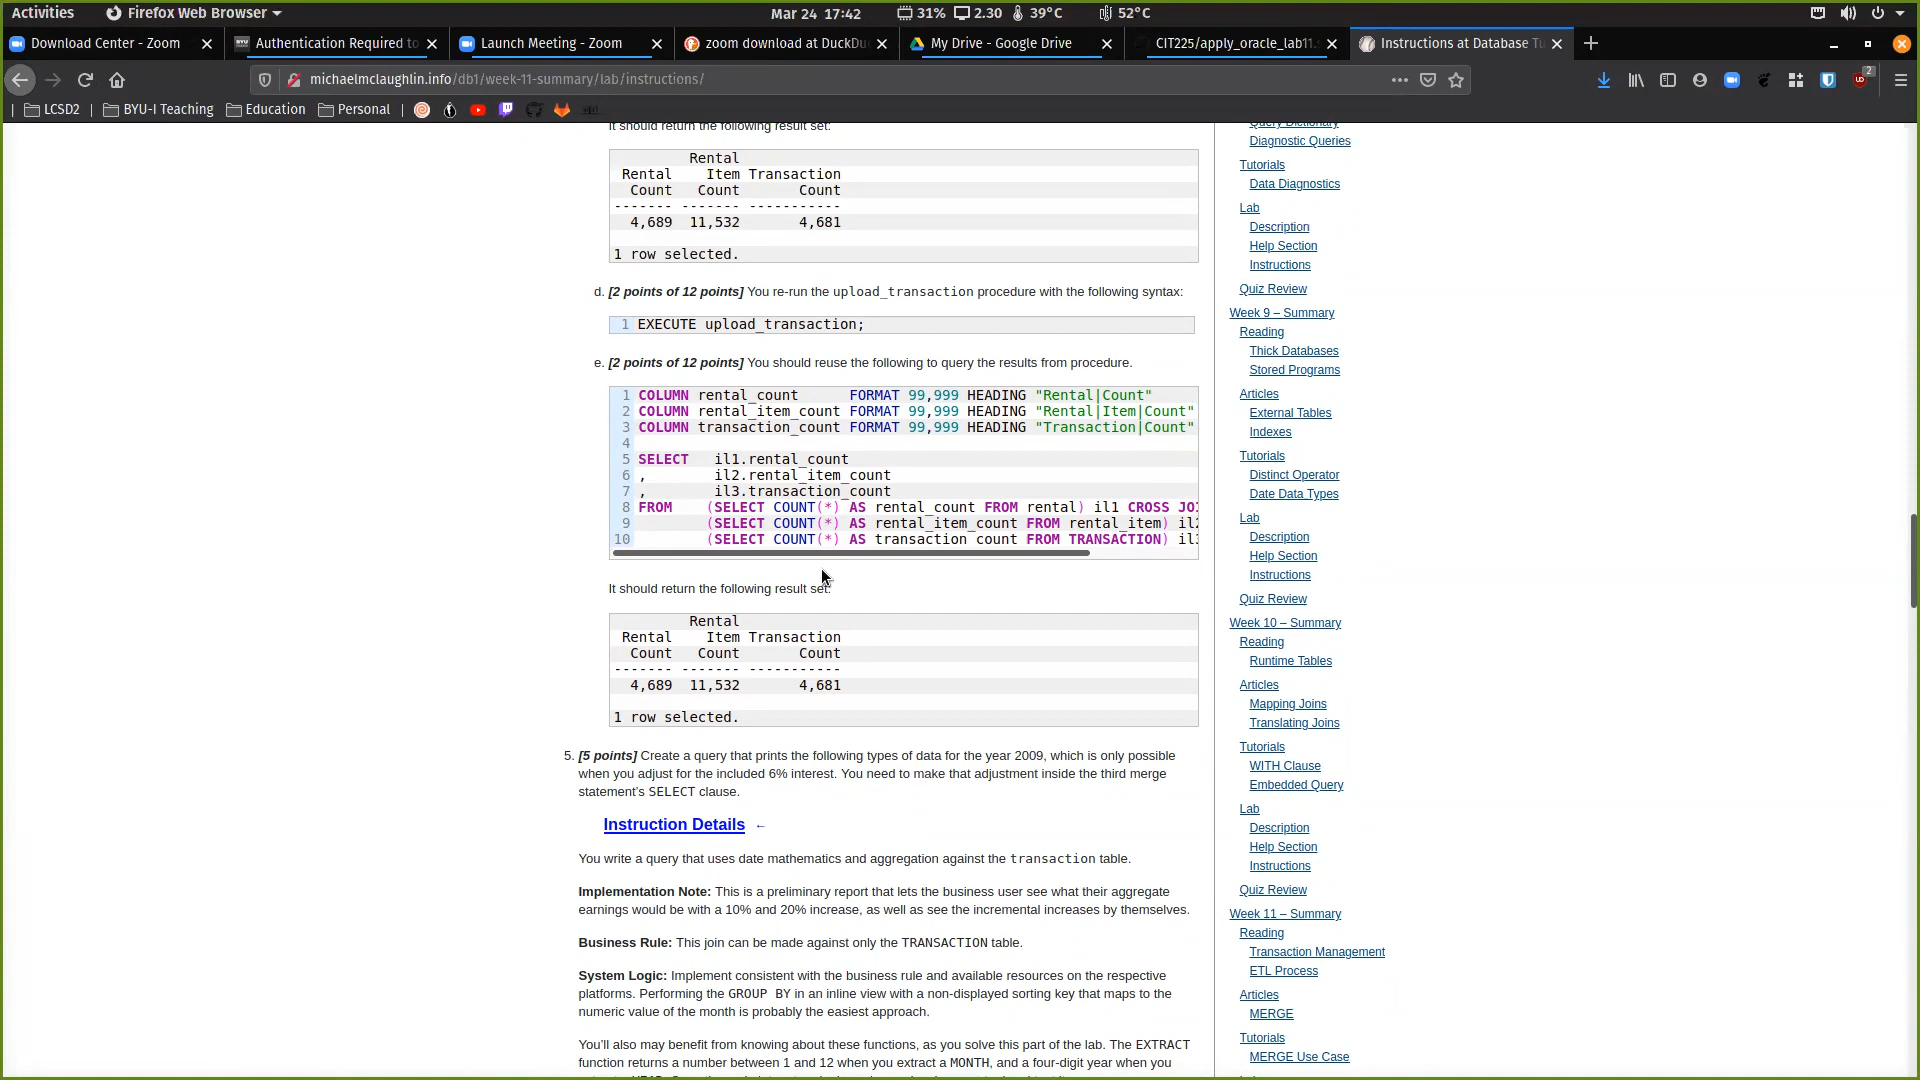 Activities
Firefox Web Browser
Mar 24 17:42
31%
2.30
39°C
52°C
Download Center - Zoom
Authentication Required to
Launch Meeting - Zoom
zoom download at DuckDu
My Drive - Google Drive
CIT225/apply_oracle_lab11.
Instructions at Database Tu
michaelmclaughlin.info/db1/week-11-summary/lab/instructions/
2
LCSD2
BYU-I Teaching
Education
Personal
It should return the following result set:
Rental
Rental Item Transaction
Count Count Count
------- ------- -----------
4,689 11,532 4,681
1 row selected.
d. [2 points of 12 points] You re-run the upload_transaction procedure with the following syntax:
1 EXECUTE upload_transaction;
e. [2 points of 12 points] You should reuse the following to query the results from procedure.
1 COLUMN rental_count FORMAT 99,999 HEADING "Rental|Count"
2 COLUMN rental_item_count FORMAT 99,999 HEADING "Rental|Item|Count"
3 COLUMN transaction_count FORMAT 99,999 HEADING "Transaction|Count"
4
5 SELECT il1.rental_count
6 , il2.rental_item_count
7 , il3.transaction_count
8 FROM (SELECT COUNT(*) AS rental_count FROM rental) il1 CROSS JOI
9 (SELECT COUNT(*) AS rental_item_count FROM rental_item) il2
10 (SELECT COUNT(*) AS transaction_count FROM TRANSACTION) il3
It should return the following result set:
Rental
Rental Item Transaction
Count Count Count
------- ------- -----------
4,689 11,532 4,681
1 row selected.
5. [5 points] Create a query that prints the following types of data for the year 2009, which is only possible
when you adjust for the included 6% interest. You need to make that adjustment inside the third merge
statement's SELECT clause.
Instruction Details ←
You write a query that uses date mathematics and aggregation against the transaction table.
Implementation Note: This is a preliminary report that lets the business user see what their aggregate
earnings would be with a 10% and 20% increase, as well as see the incremental increases by themselves.
Business Rule: This join can be made against only the TRANSACTION table.
System Logic: Implement consistent with the business rule and available resources on the respective
platforms. Performing the GROUP BY in an inline view with a non-displayed sorting key that maps to the
numeric value of the month is probably the easiest approach.
You'll also may benefit from knowing about these functions, as you solve this part of the lab. The EXTRACT
function returns a number between 1 and 12 when you extract a MONTH, and a four-digit year when you
Query Dictionary
Diagnostic Queries
Tutorials
Data Diagnostics
Lab
Description
Help Section
Instructions
Quiz Review
Week 9 – Summary
Reading
Thick Databases
Stored Programs
Articles
External Tables
Indexes
Tutorials
Distinct Operator
Date Data Types
Lab
Description
Help Section
Instructions
Quiz Review
Week 10 – Summary
Reading
Runtime Tables
Articles
Mapping Joins
Translating Joins
Tutorials
WITH Clause
Embedded Query
Lab
Description
Help Section
Instructions
Quiz Review
Week 11 – Summary
Reading
Transaction Management
ETL Process
Articles
MERGE
Tutorials
MERGE Use Case